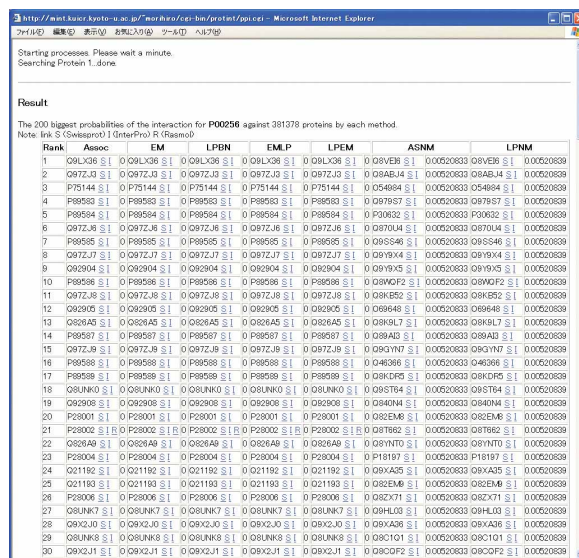 http://mint.kuicr.kyoto-u.ac.jp/~morihiro/cgi-bin/protint/ppi.cgi - Microsoft Internet Explorer
ファイル(F) 編集(E) 表示(V) お気に入り(A) ツール(T) ヘルプ(H)
Starting processes. Please wait a minute.
Searching Protein 1...done.
Result
The 200 biggest probabilities of the interaction for P00256 against 381378 proteins by each method.
Note: link S (Swissprot) I (InterPro) R (Rasmol)
Rank Assoc EM LPBN EMLP LPEM ASNM LPNM
1 Q9LX36 S I 0 Q9LX36 S I 0 Q9LX36 S I 0 Q9LX36 S I 0 Q9LX36 S I 0 Q8VEI6 S I 0.00520833 Q8VEI6 S I 0.00520839
2 Q97ZJ3 S I 0 Q97ZJ3 S I 0 Q97ZJ3 S I 0 Q97ZJ3 S I 0 Q97ZJ3 S I 0 Q8ABJ4 S I 0.00520833 Q8ABJ4 S I 0.00520839
3 P75144 S I 0 P75144 S I 0 P75144 S I 0 P75144 S I 0 P75144 S I 0 O54984 S I 0.00520833 O54984 S I 0.00520839
4 P89583 S I 0 P89583 S I 0 P89583 S I 0 P89583 S I 0 P89583 S I 0 Q979S7 S I 0.00520833 Q979S7 S I 0.00520839
5 P89584 S I 0 P89584 S I 0 P89584 S I 0 P89584 S I 0 P89584 S I 0 P30632 S I 0.00520833 P30632 S I 0.00520839
6 Q97ZJ6 S I 0 Q97ZJ6 S I 0 Q97ZJ6 S I 0 Q97ZJ6 S I 0 Q97ZJ6 S I 0 Q870U4 S I 0.00520833 Q870U4 S I 0.00520839
7 P89585 S I 0 P89585 S I 0 P89585 S I 0 P89585 S I 0 P89585 S I 0 Q9SS46 S I 0.00520833 Q9SS46 S I 0.00520839
8 Q97ZJ7 S I 0 Q97ZJ7 S I 0 Q97ZJ7 S I 0 Q97ZJ7 S I 0 Q97ZJ7 S I 0 Q9Y9X4 S I 0.00520833 Q9Y9X4 S I 0.00520839
9 Q92904 S I 0 Q92904 S I 0 Q92904 S I 0 Q92904 S I 0 Q92904 S I 0 Q9Y9X5 S I 0.00520833 Q9Y9X5 S I 0.00520839
10 P89586 S I 0 P89586 S I 0 P89586 S I 0 P89586 S I 0 P89586 S I 0 Q8WQF2 S I 0.00520833 Q8WQF2 S I 0.00520839
11 Q97ZJ8 S I 0 Q97ZJ8 S I 0 Q97ZJ8 S I 0 Q97ZJ8 S I 0 Q97ZJ8 S I 0 Q8KB52 S I 0.00520833 Q8KB52 S I 0.00520839
12 Q92905 S I 0 Q92905 S I 0 Q92905 S I 0 Q92905 S I 0 Q92905 S I 0 O69648 S I 0.00520833 O69648 S I 0.00520839
13 Q826A5 S I 0 Q826A5 S I 0 Q826A5 S I 0 Q826A5 S I 0 Q826A5 S I 0 Q8K9L7 S I 0.00520833 Q8K9L7 S I 0.00520839
14 P89587 S I 0 P89587 S I 0 P89587 S I 0 P89587 S I 0 P89587 S I 0 Q89AI3 S I 0.00520833 Q89AI3 S I 0.00520839
15 Q97ZJ9 S I 0 Q97ZJ9 S I 0 Q97ZJ9 S I 0 Q97ZJ9 S I 0 Q97ZJ9 S I 0 Q9GYN7 S I 0.00520833 Q9GYN7 S I 0.00520839
16 P89588 S I 0 P89588 S I 0 P89588 S I 0 P89588 S I 0 P89588 S I 0 Q46366 S I 0.00520833 Q46366 S I 0.00520839
17 P89589 S I 0 P89589 S I 0 P89589 S I 0 P89589 S I 0 P89589 S I 0 Q8KDR5 S I 0.00520833 Q8KDR5 S I 0.00520839
18 Q8UNK0 S I 0 Q8UNK0 S I 0 Q8UNK0 S I 0 Q8UNK0 S I 0 Q8UNK0 S I 0 Q9ST64 S I 0.00520833 Q9ST64 S I 0.00520839
19 Q92908 S I 0 Q92908 S I 0 Q92908 S I 0 Q92908 S I 0 Q92908 S I 0 Q840N4 S I 0.00520833 Q840N4 S I 0.00520839
20 P28001 S I 0 P28001 S I 0 P28001 S I 0 P28001 S I 0 P28001 S I 0 Q82EM8 S I 0.00520833 Q82EM8 S I 0.00520839
21 P28002 S I R 0 P28002 S I R 0 P28002 S I R 0 P28002 S I R 0 P28002 S I R 0 Q8T662 S I 0.00520833 Q8T662 S I 0.00520839
22 Q826A9 S I 0 Q826A9 S I 0 Q826A9 S I 0 Q826A9 S I 0 Q826A9 S I 0 Q8YNT0 S I 0.00520833 Q8YNT0 S I 0.00520839
23 P28004 S I 0 P28004 S I 0 P28004 S I 0 P28004 S I 0 P28004 S I 0 P18197 S I 0.00520833 P18197 S I 0.00520839
24 Q21192 S I 0 Q21192 S I 0 Q21192 S I 0 Q21192 S I 0 Q21192 S I 0 Q9XA35 S I 0.00520833 Q9XA35 S I 0.00520839
25 Q21193 S I 0 Q21193 S I 0 Q21193 S I 0 Q21193 S I 0 Q21193 S I 0 Q82EM9 S I 0.00520833 Q82EM9 S I 0.00520839
26 P28006 S I 0 P28006 S I 0 P28006 S I 0 P28006 S I 0 P28006 S I 0 Q8ZX71 S I 0.00520833 Q8ZX71 S I 0.00520839
27 Q8UNK7 S I 0 Q8UNK7 S I 0 Q8UNK7 S I 0 Q8UNK7 S I 0 Q8UNK7 S I 0 Q9HL03 S I 0.00520833 Q9HL03 S I 0.00520839
28 Q9X2J0 S I 0 Q9X2J0 S I 0 Q9X2J0 S I 0 Q9X2J0 S I 0 Q9X2J0 S I 0 Q9XA36 S I 0.00520833 Q9XA36 S I 0.00520839
29 Q8UNK8 S I 0 Q8UNK8 S I 0 Q8UNK8 S I 0 Q8UNK8 S I 0 Q8UNK8 S I 0 Q8C1Q1 S I 0.00520833 Q8C1Q1 S I 0.00520839
30 Q9X2J1 S I 0 Q9X2J1 S I 0 Q9X2J1 S I 0 Q9X2J1 S I 0 Q9X2J1 S I 0 Q8CQF2 S I 0.00520833 Q8CQF2 S I 0.00520839